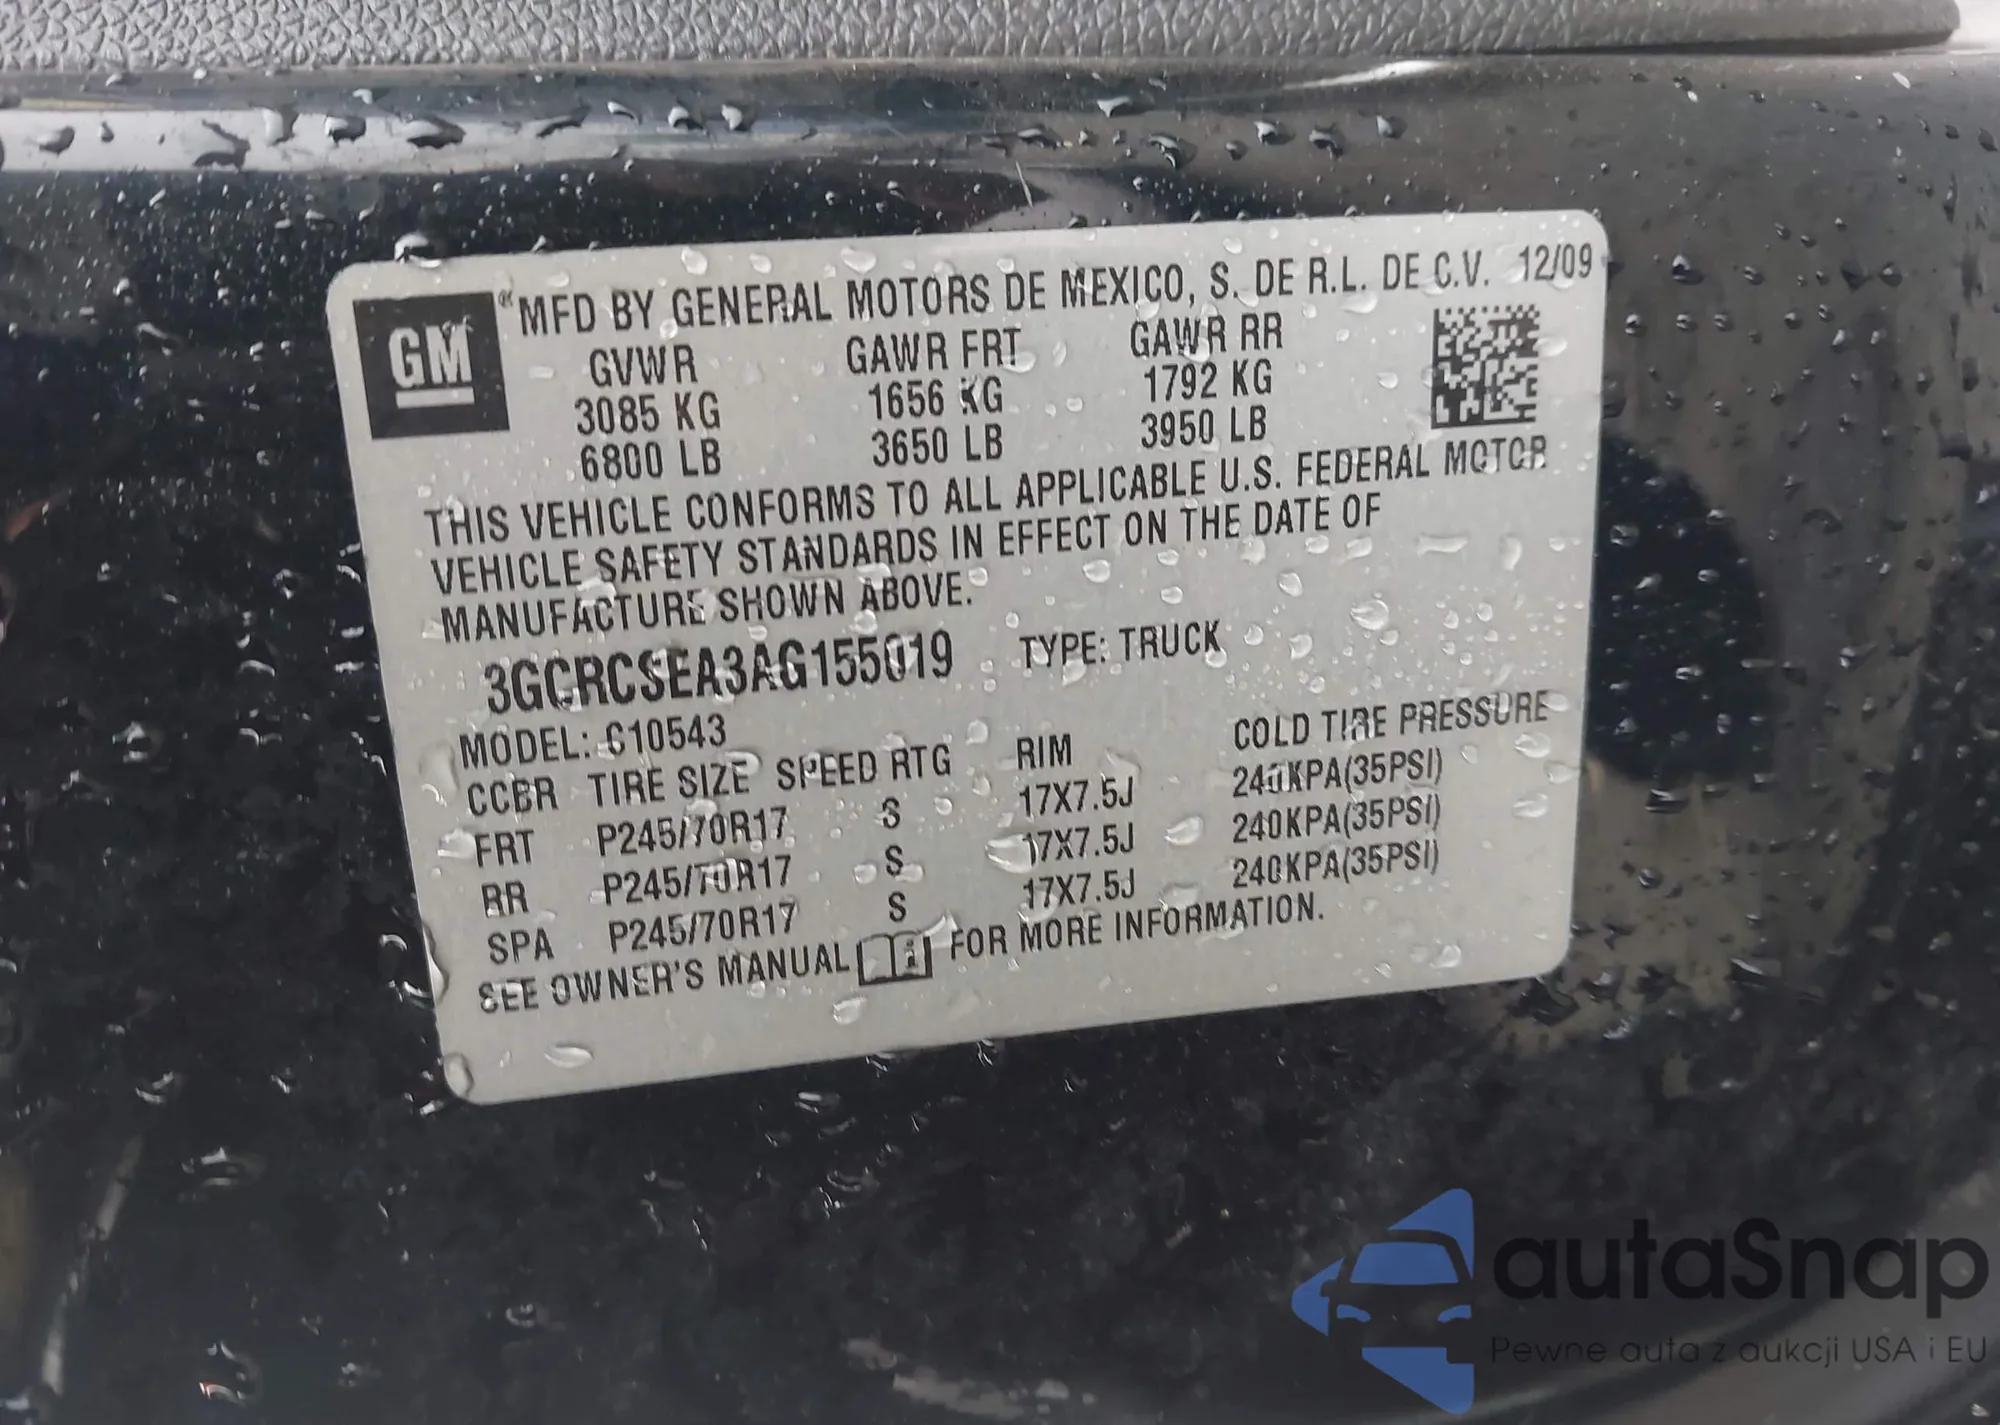 GM
MFD BY GENERAL MOTORS DE MEXICO, S. DE R.L. DE C.V. 12/09
GVWR GAWR FRT GAWR RR
3085 KG 1656 KG 1792 KG
6800 LB 3650 LB 3950 LB
THIS VEHICLE CONFORMS TO ALL APPLICABLE U.S. FEDERAL MOTOR
VEHICLE SAFETY STANDARDS IN EFFECT ON THE DATE OF
MANUFACTURE SHOWN ABOVE.
3GCRCSEA3AG155019 TYPE: TRUCK
MODEL: C10543
CCBR TIRE SIZE SPEED RTG RIM COLD TIRE PRESSURE
FRT P245/70R17 S 17X7.5J 240KPA(35PSI)
RR P245/70R17 S 17X7.5J 240KPA(35PSI)
SPA P245/70R17 S 17X7.5J 240KPA(35PSI)
SEE OWNER'S MANUAL FOR MORE INFORMATION.
autaSnap
Pewne auta z aukcji USA i EU